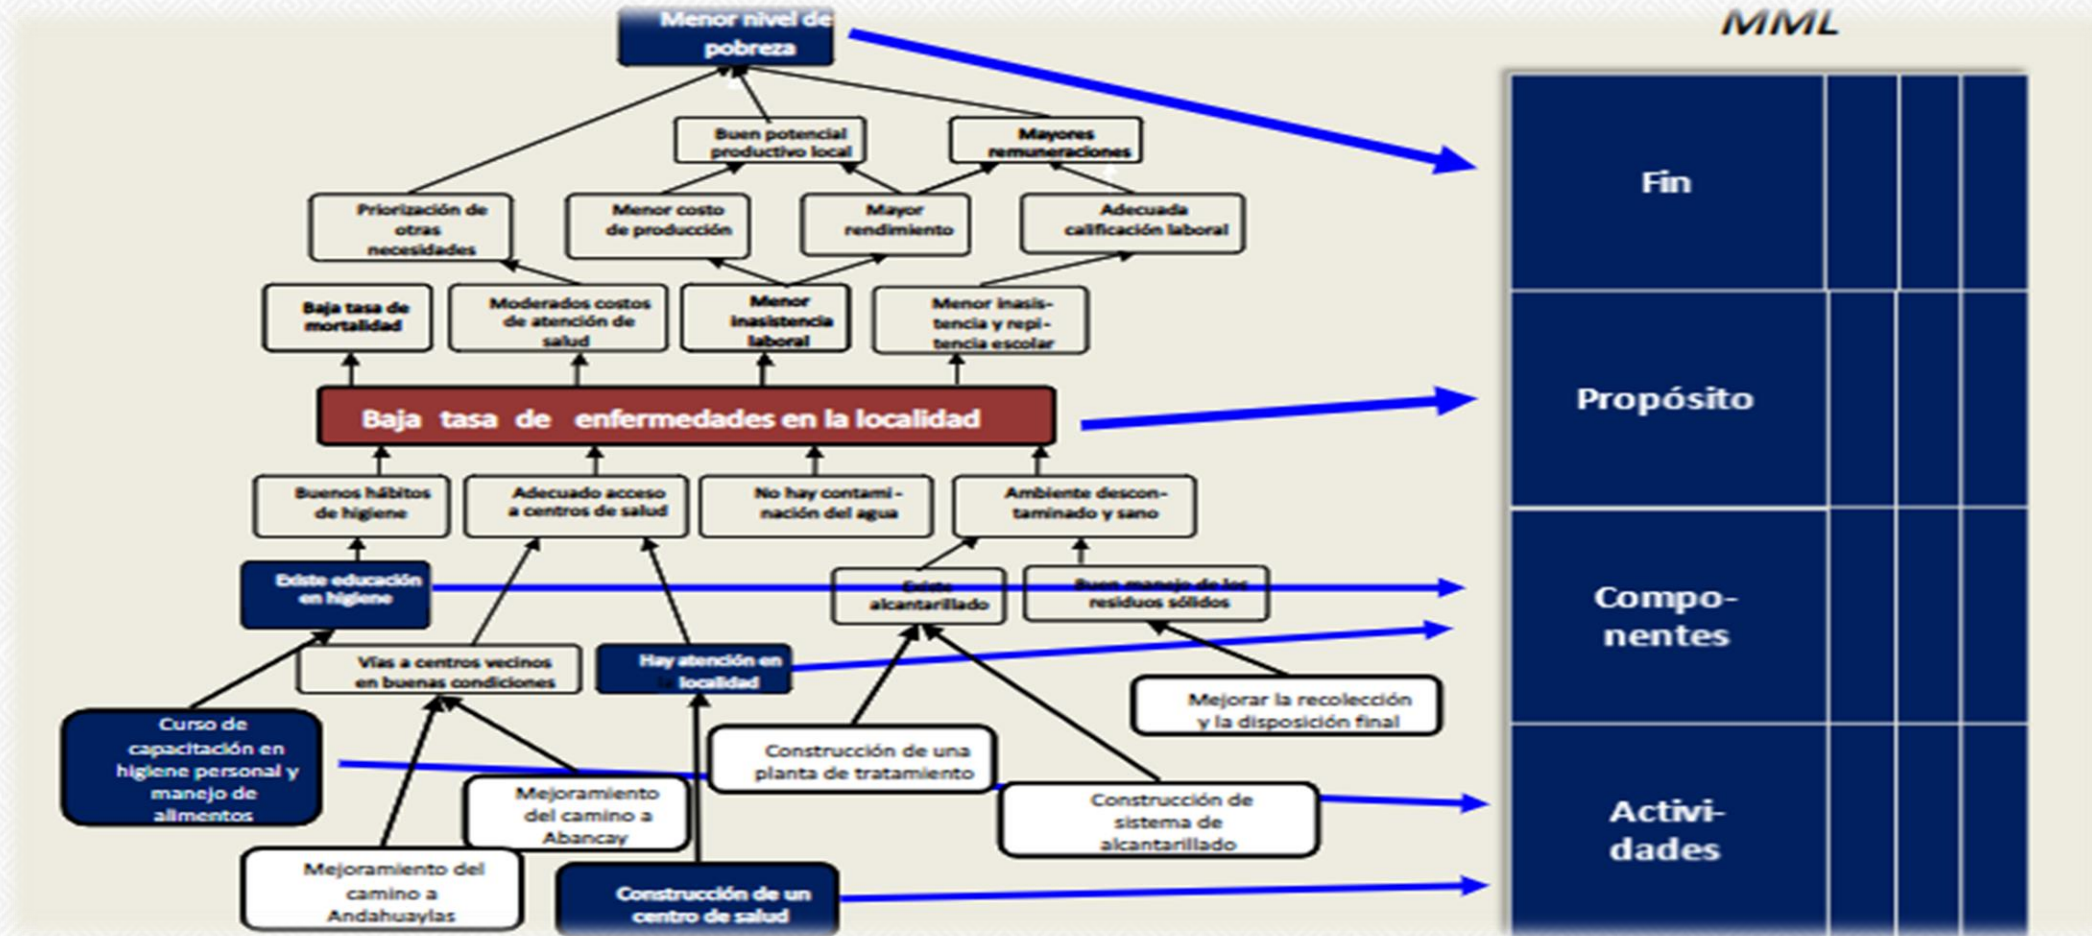 Menor nivel de
pobreza
MML
Buen potencial
productivo local
Mayores
remuneraciones
Fin
Priorización de
otras
necesidades
Menor costo
de producción
Mayor
rendimiento
Adecuada
calificación laboral
Baja tasa de
mortalidad
Moderados costos
de atención de
salud
Menor
inasistencia
laboral
Menor inasis-
tencia y repi-
tencia escolar
Baja tasa de enfermedades en la localidad
Propósito
Buenos hábitos
de higiene
Adecuado acceso
a centros de salud
No hay contami-
nación del agua
Ambiente descon-
taminado y sano
Existe educación
en higiene
Existe
alcantarillado
Buen manejo de los
residuos sólidos
Compo-
nentes
Vías a centros vecinos
en buenas condiciones
Hay atención en
la localidad
Mejorar la recolección
y la disposición final
Curso de
capacitación en
higiene personal y
manejo de
alimentos
Construcción de una
planta de tratamiento
Mejoramiento
del camino a
Abancay
Construcción de
sistema de
alcantarillado
Activi-
dades
Mejoramiento del
camino a
Andahuaylas
Construcción de un
centro de salud